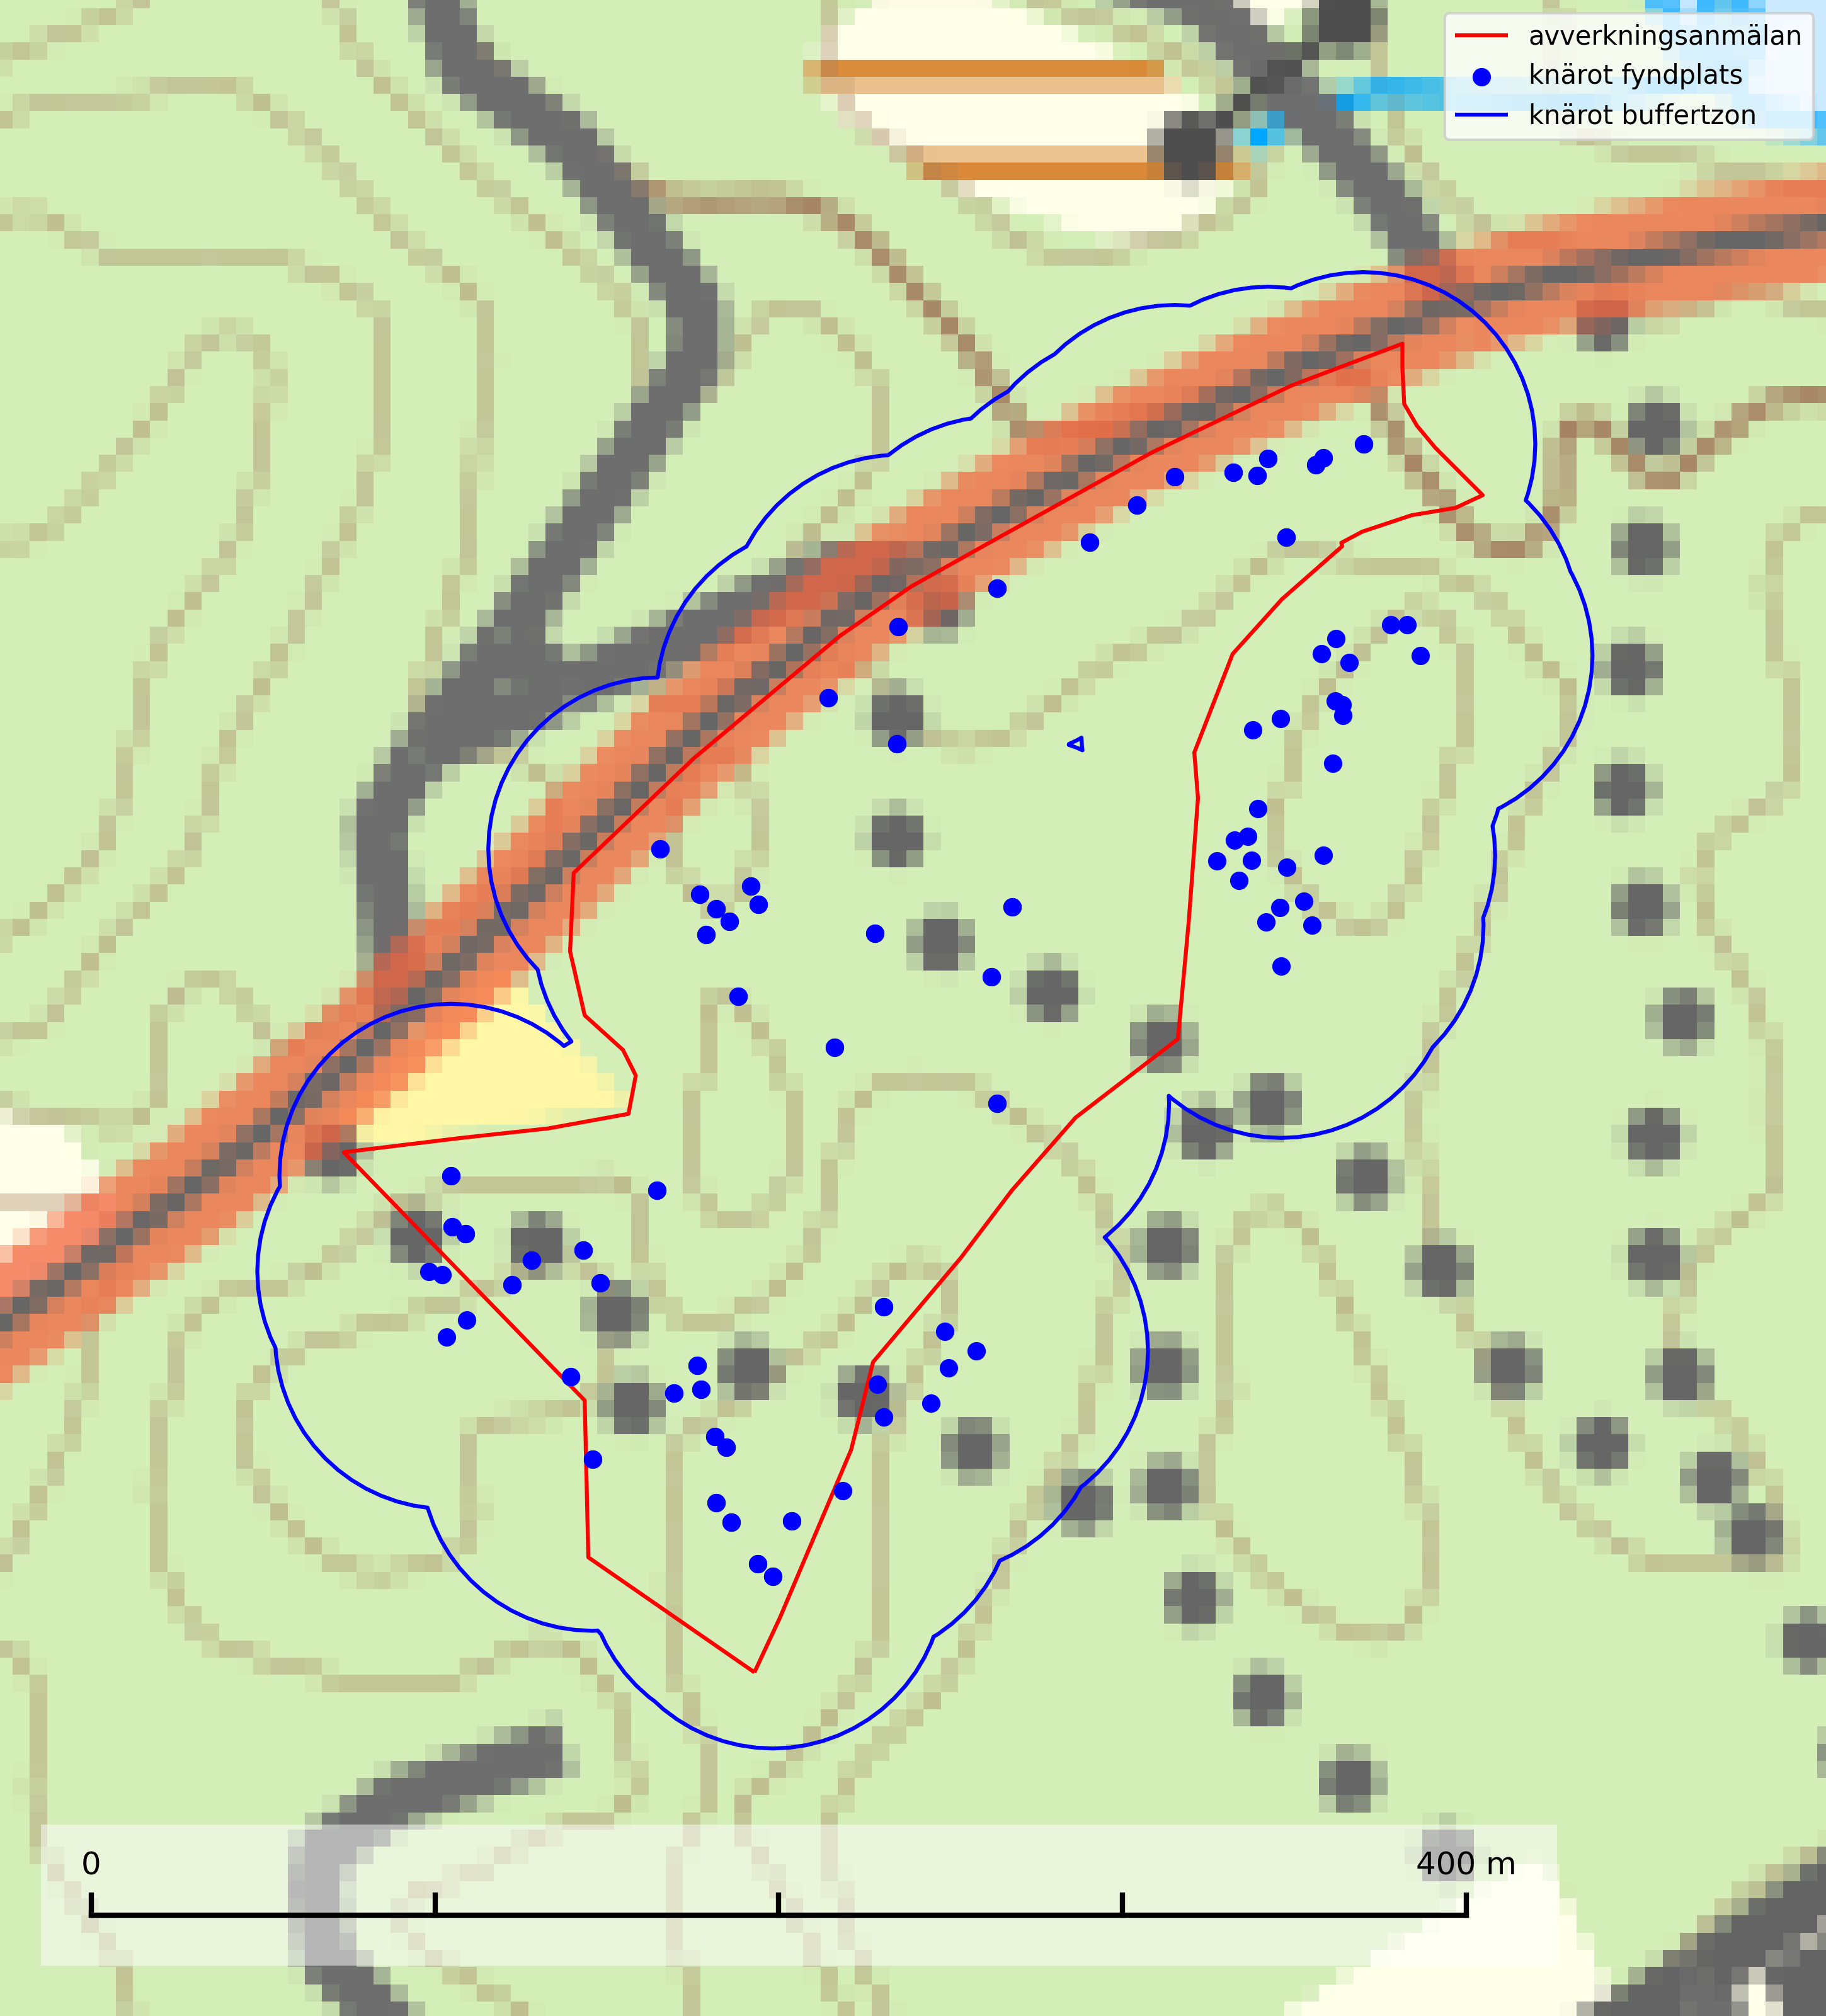 avverkningsanmälan
knärot fyndplats
knärot buffertzon
0
400 m